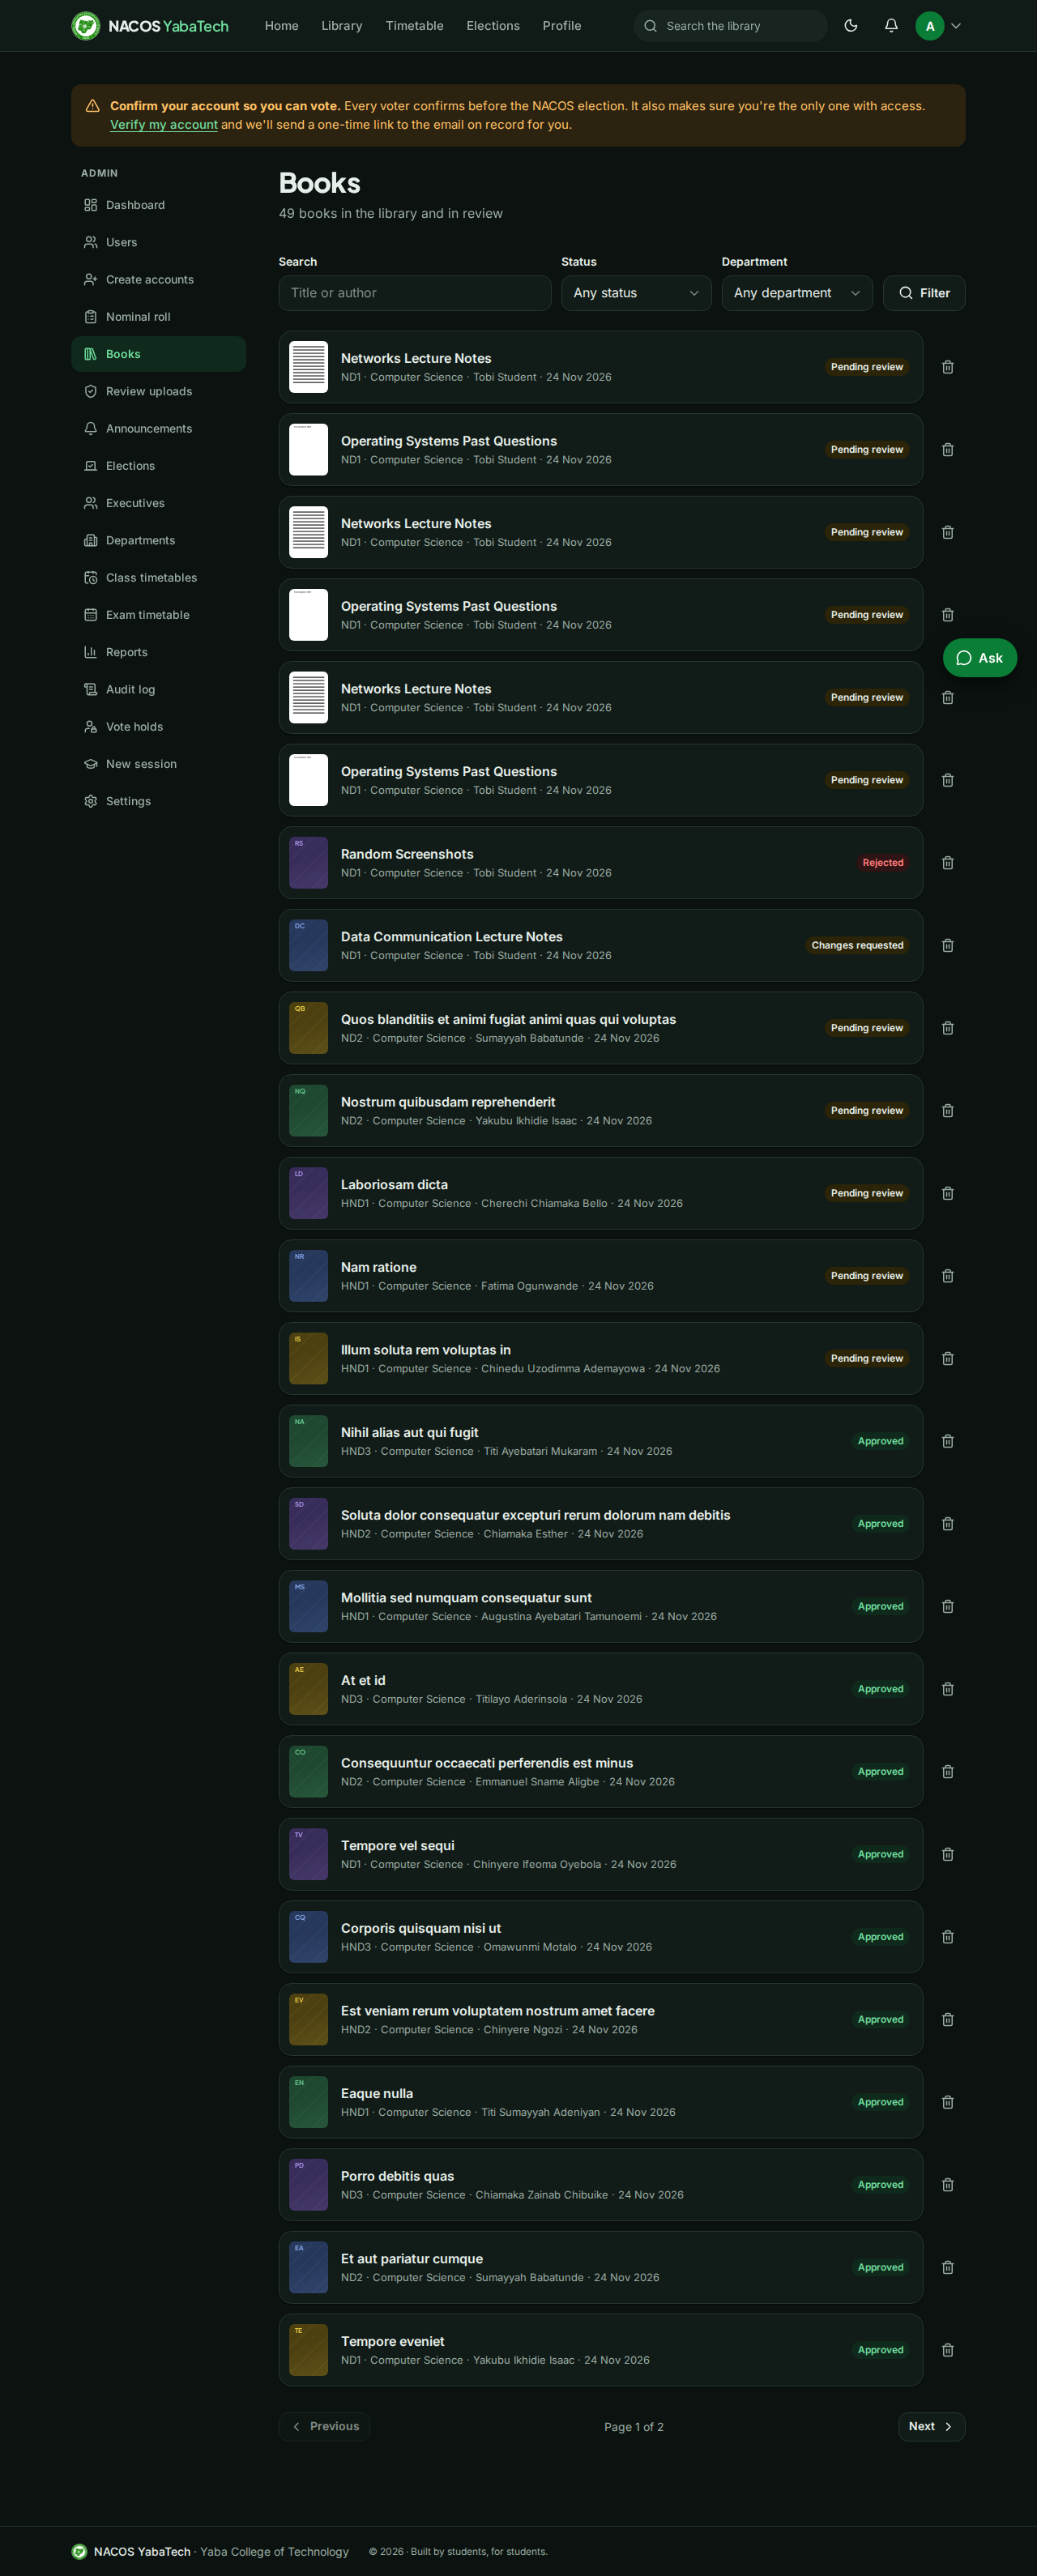 NACOS YabaTech
Home
Library
Timetable
Elections
Profile
Search the library
A
Confirm your account so you can vote. Every voter confirms before the NACOS election. It also makes sure you're the only one with access.
Verify my account and we'll send a one-time link to the email on record for you.
ADMIN
Dashboard
Users
Create accounts
Nominal roll
Books
Review uploads
Announcements
Elections
Executives
Departments
Class timetables
Exam timetable
Reports
Audit log
Vote holds
New session
Settings
Books
49 books in the library and in review
Search
Status
Department
Title or author
Any status
Any department
Filter
Networks Lecture Notes
ND1 · Computer Science · Tobi Student · 24 Nov 2026
Pending review
Operating Systems Past Questions
ND1 · Computer Science · Tobi Student · 24 Nov 2026
Pending review
Networks Lecture Notes
ND1 · Computer Science · Tobi Student · 24 Nov 2026
Pending review
Operating Systems Past Questions
ND1 · Computer Science · Tobi Student · 24 Nov 2026
Pending review
Ask
Networks Lecture Notes
ND1 · Computer Science · Tobi Student · 24 Nov 2026
Pending review
Operating Systems Past Questions
ND1 · Computer Science · Tobi Student · 24 Nov 2026
Pending review
RS
Random Screenshots
ND1 · Computer Science · Tobi Student · 24 Nov 2026
Rejected
DC
Data Communication Lecture Notes
ND1 · Computer Science · Tobi Student · 24 Nov 2026
Changes requested
QB
Quos blanditiis et animi fugiat animi quas qui voluptas
ND2 · Computer Science · Sumayyah Babatunde · 24 Nov 2026
Pending review
NQ
Nostrum quibusdam reprehenderit
ND2 · Computer Science · Yakubu Ikhidie Isaac · 24 Nov 2026
Pending review
LD
Laboriosam dicta
HND1 · Computer Science · Cherechi Chiamaka Bello · 24 Nov 2026
Pending review
NR
Nam ratione
HND1 · Computer Science · Fatima Ogunwande · 24 Nov 2026
Pending review
IS
Illum soluta rem voluptas in
HND1 · Computer Science · Chinedu Uzodimma Ademayowa · 24 Nov 2026
Pending review
NA
Nihil alias aut qui fugit
HND3 · Computer Science · Titi Ayebatari Mukaram · 24 Nov 2026
Approved
SD
Soluta dolor consequatur excepturi rerum dolorum nam debitis
HND2 · Computer Science · Chiamaka Esther · 24 Nov 2026
Approved
MS
Mollitia sed numquam consequatur sunt
HND1 · Computer Science · Augustina Ayebatari Tamunoemi · 24 Nov 2026
Approved
AE
At et id
ND3 · Computer Science · Titilayo Aderinsola · 24 Nov 2026
Approved
CO
Consequuntur occaecati perferendis est minus
ND2 · Computer Science · Emmanuel Sname Aligbe · 24 Nov 2026
Approved
TV
Tempore vel sequi
ND1 · Computer Science · Chinyere Ifeoma Oyebola · 24 Nov 2026
Approved
CQ
Corporis quisquam nisi ut
HND3 · Computer Science · Omawunmi Motalo · 24 Nov 2026
Approved
EV
Est veniam rerum voluptatem nostrum amet facere
HND2 · Computer Science · Chinyere Ngozi · 24 Nov 2026
Approved
EN
Eaque nulla
HND1 · Computer Science · Titi Sumayyah Adeniyan · 24 Nov 2026
Approved
PD
Porro debitis quas
ND3 · Computer Science · Chiamaka Zainab Chibuike · 24 Nov 2026
Approved
EA
Et aut pariatur cumque
ND2 · Computer Science · Sumayyah Babatunde · 24 Nov 2026
Approved
TE
Tempore eveniet
ND1 · Computer Science · Yakubu Ikhidie Isaac · 24 Nov 2026
Approved
Previous
Page 1 of 2
Next
NACOS YabaTech · Yaba College of Technology
© 2026 · Built by students, for students.